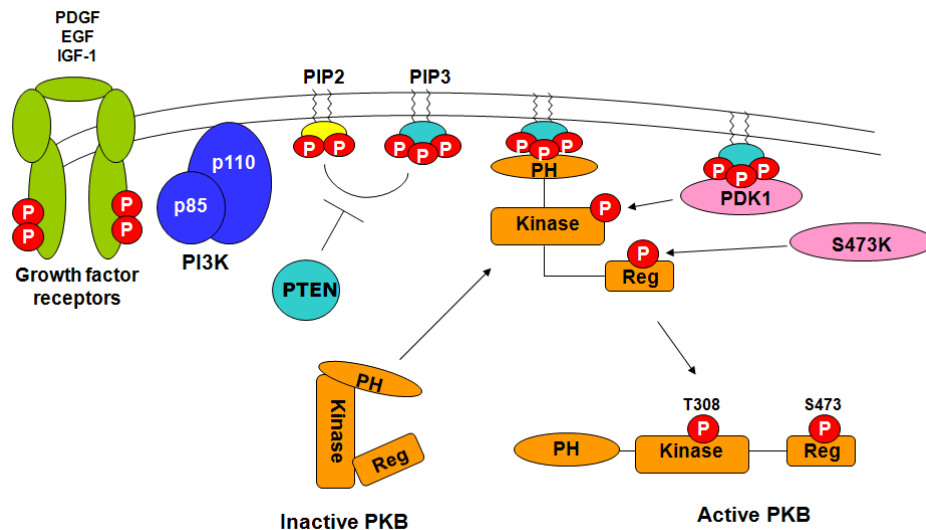 PDGF
EGF
IGF-1
PIP2
PIP3
P
P
P
P
P
P
P
P
P
P
P
PH
p110
p85
P
P
P
P
PI3K
Growth factor
receptors
PTEN
Kinase
P
PDK1
S473K
P
Reg
PH
Kinase
Reg
Inactive PKB
T308
S473
P
P
PH
Kinase
Reg
Active PKB